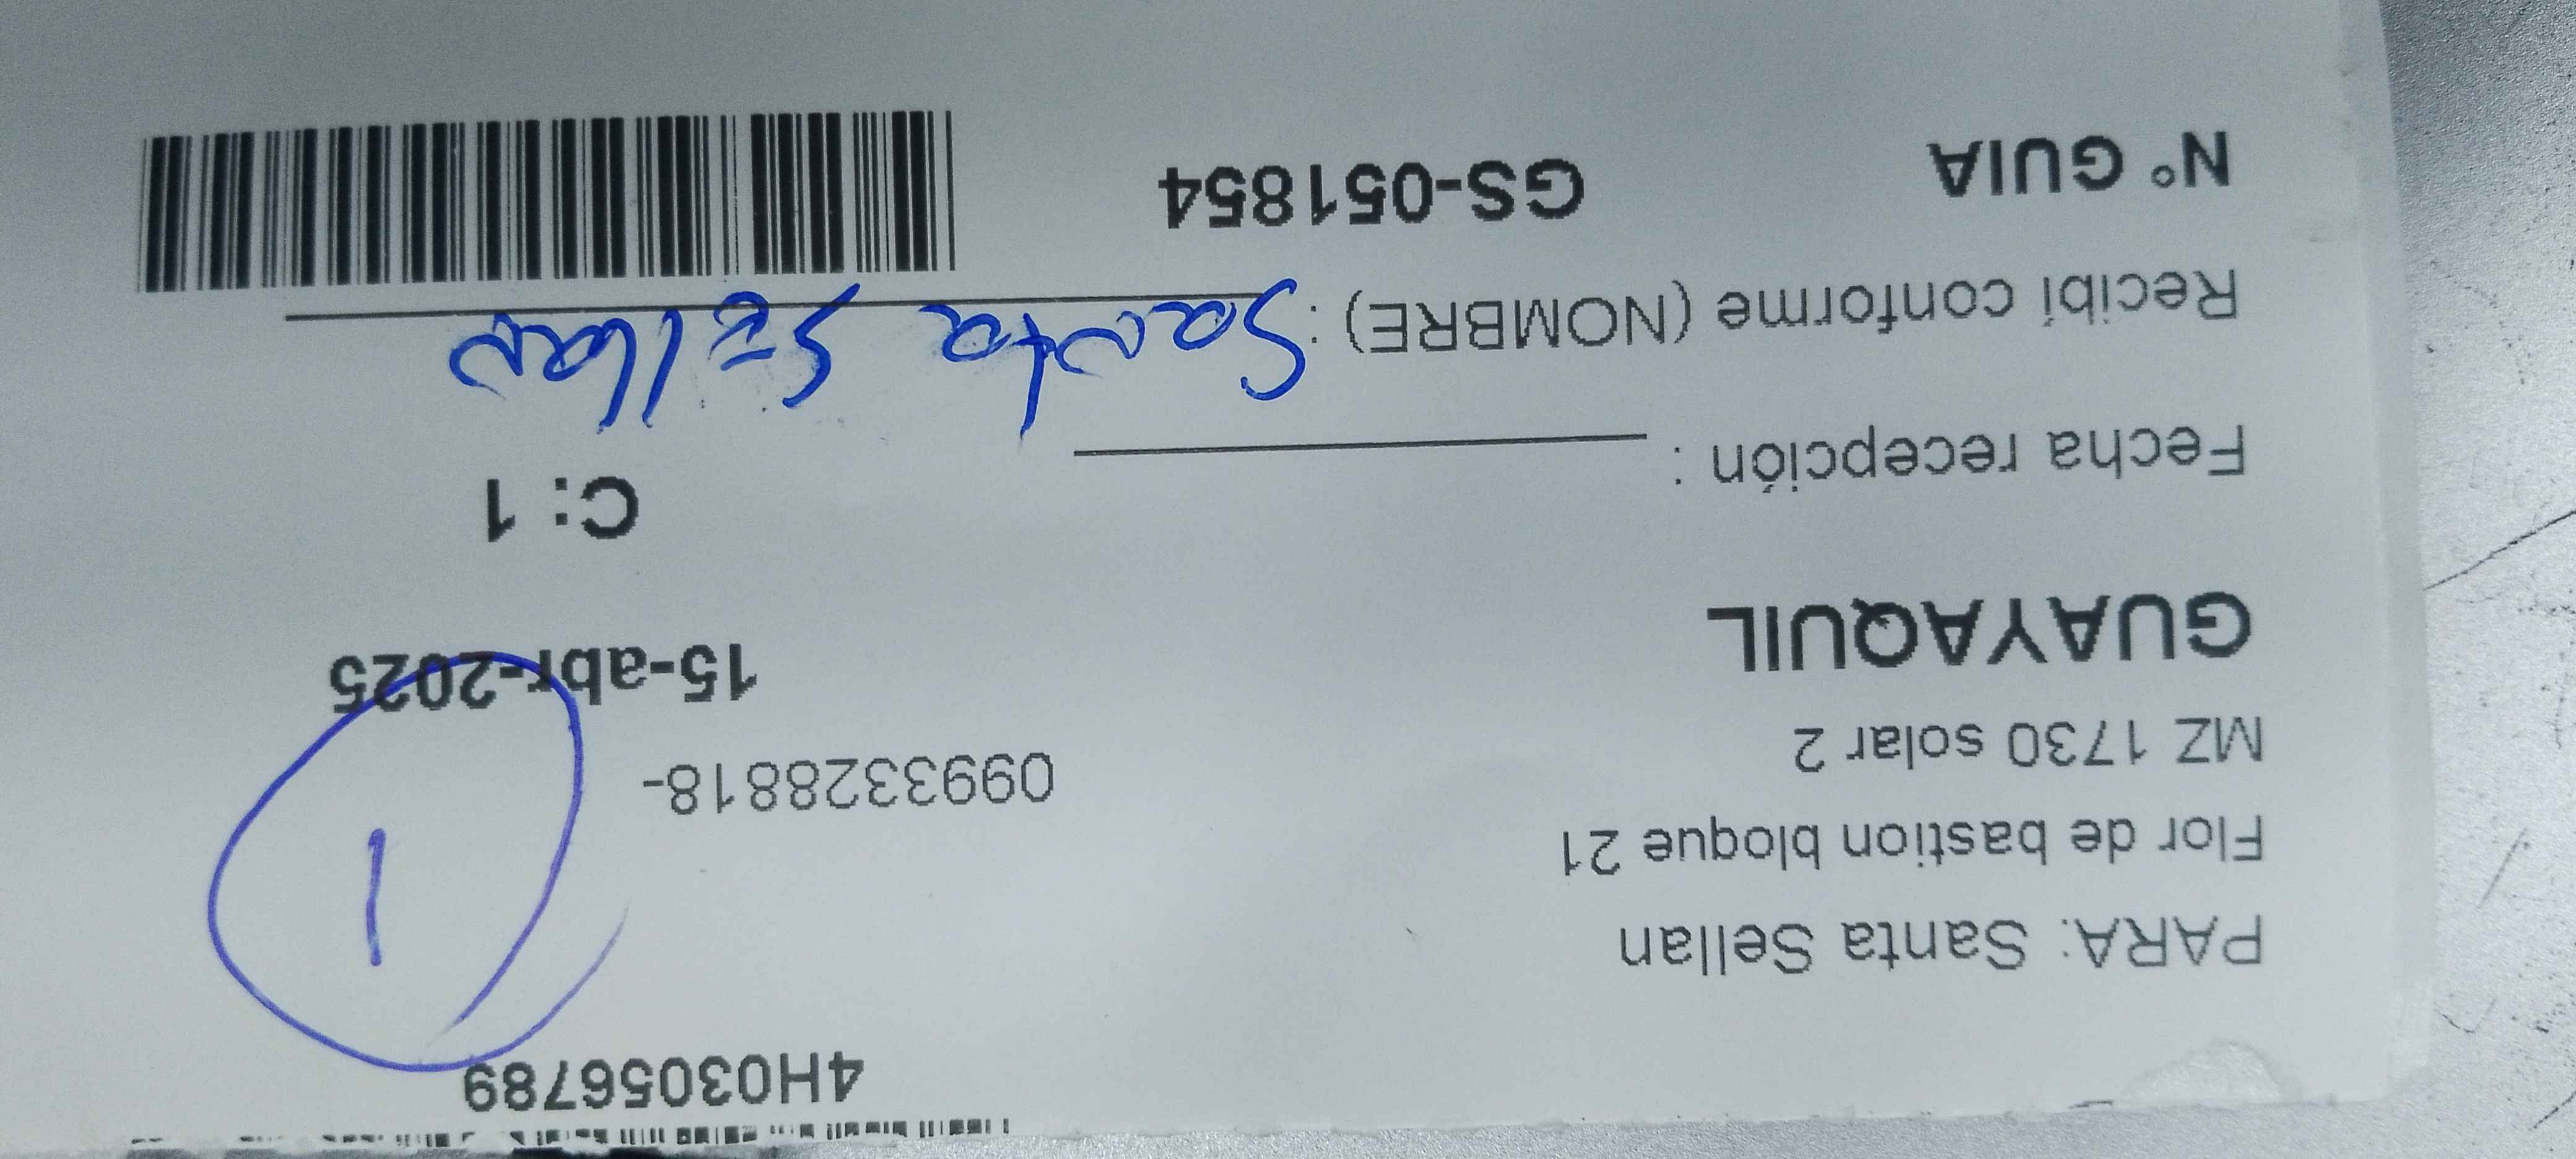 4H03056789
PARA: Santa Sellan
Flor de bastion bloque 21
MZ 1730 solar 2 0993328818-
GUAYAQUIL 15-abr-2025
1
C: 1
Fecha recepción :
Recibí conforme (NOMBRE) : Santa Sellan
N° GUIA GS-051854